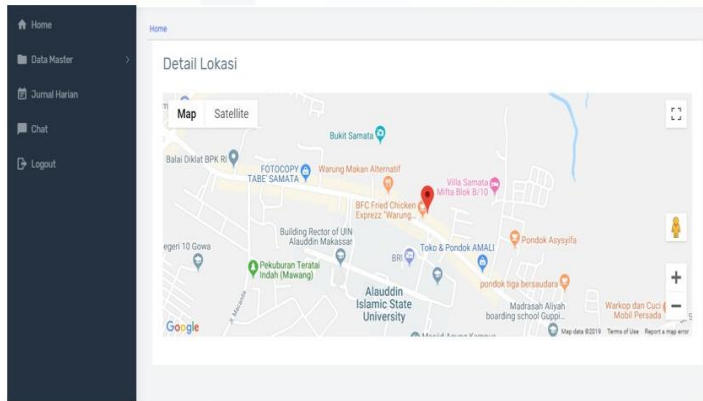 Home
Data Master
Jurnal Harian
Chat
Logout
Home
Detail Lokasi
Map Satellite
Bukit Samata
Balai Diklat BPK RI
FOTOCOPY
TABE' SAMATA
Warung Makan Alternatif
Villa Samata
Mifta Blok B/10
BFC Fried Chicken
Exprezz "Warung...
Building Rector of UIN
Alauddin Makassar
Toko & Pondok AMALI
Pondok Asysyifa
egeri 10 Gowa
BRI
Pekuburan Teratai
Indah (Mawang)
pondok tiga bersaudara
Alauddin
Islamic State
University
Madrasah Aliyah
boarding school Guppi...
Warkop dan Cuci
Mobil Persada
Masjid Agung Kampus
Google
Map data ©2019 Terms of Use Report a map error